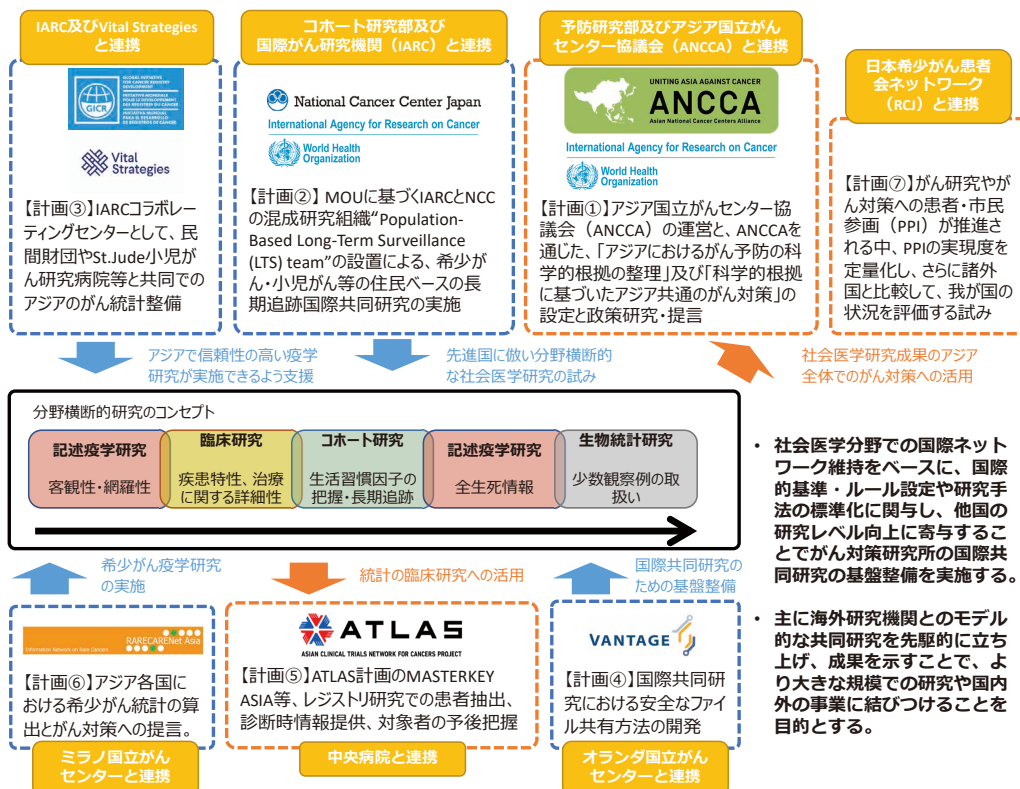 IARC及びVital Strategies
と連携
コホート研究部及び
国際がん研究機関（IARC）と連携
予防研究部及びアジア国立がん
センター協議会（ANCCA）と連携
日本希少がん患者
会ネットワーク
（RCJ）と連携
GLOBAL INITIATIVE
FOR CANCER REGISTRY
DEVELOPMENT
INITIATIVE MONDIALE
POUR LE DÉVELOPPEMENT
DES REGISTRES DU CANCER
INICIATIVA MUNDIAL
PARA EL DESARROLLO
DE REGISTROS DE CÁNCER
GICR
Vital
Strategies
【計画③】IARCコラボレー
ティングセンターとして、民
間財団やSt.Jude小児が
ん研究病院等と共同での
アジアのがん統計整備
National Cancer Center Japan
International Agency for Research on Cancer
World Health
Organization
【計画②】 MOUに基づくIARCとNCC
の混成研究組織“Population-
Based Long-Term Surveillance
(LTS) team”の設置による、希少が
ん・小児がん等の住民ベースの長
期追跡国際共同研究の実施
UNITING ASIA AGAINST CANCER
ANCCA
Asian National Cancer Centers Alliance
International Agency for Research on Cancer
World Health
Organization
【計画①】アジア国立がんセンター協
議会（ANCCA）の運営と、ANCCAを
通じた、「アジアにおけるがん予防の科
学的根拠の整理」及び「科学的根拠
に基づいたアジア共通のがん対策」の
設定と政策研究・提言
【計画⑦】がん研究やが
ん対策への患者・市民
参画（PPI）が推進さ
れる中、PPIの実現度を
定量化し、さらに諸外
国と比較して、我が国の
状況を評価する試み
アジアで信頼性の高い疫学
研究が実施できるよう支援
先進国に倣い分野横断的
な社会医学研究の試み
社会医学研究成果のアジア
全体でのがん対策への活用
分野横断的研究のコンセプト
記述疫学研究
客観性・網羅性
臨床研究
疾患特性、治療
に関する詳細性
コホート研究
生活習慣因子の
把握・長期追跡
記述疫学研究
全生死情報
生物統計研究
少数観察例の取
扱い
• 社会医学分野での国際ネット
ワーク維持をベースに、国際
的基準・ルール設定や研究手
法の標準化に関与し、他国の
研究レベル向上に寄与するこ
とでがん対策研究所の国際共
同研究の基盤整備を実施する。
• 主に海外研究機関とのモデル
的な共同研究を先駆的に立ち
上げ、成果を示すことで、よ
り大きな規模での研究や国内
外の事業に結びつけることを
目的とする。
希少がん疫学研究
の実施
統計の臨床研究への活用
国際共同研究の
ための基盤整備
RARECARENet Asia
Information Network on Rare Cancers
【計画⑥】アジア各国に
おける希少がん統計の算
出とがん対策への提言。
ミラノ国立がん
センターと連携
ATLAS
ASIAN CLINICAL TRIALS NETWORK FOR CANCERS PROJECT
【計画⑤】ATLAS計画のMASTERKEY
ASIA等、レジストリ研究での患者抽出、
診断時情報提供、対象者の予後把握
中央病院と連携
VANTAGE
【計画④】国際共同研
究における安全なファイ
ル共有方法の開発
オランダ国立がん
センターと連携